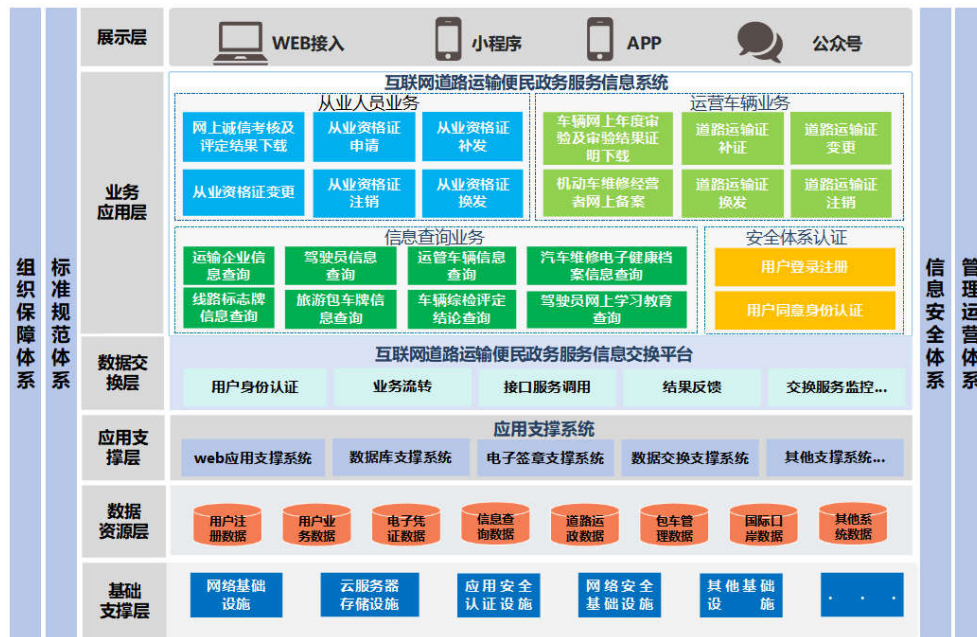 组织保障体系
标准规范体系
展示层
WEB接入
小程序
APP
公众号
业务
应用层
互联网道路运输便民政务服务信息系统
从业人员业务
网上诚信考核及
评定结果下载
从业资格证
申请
从业资格证
补发
从业资格证变更
从业资格证
注销
从业资格证
换发
运营车辆业务
车辆网上年度审
验及审验结果证
明下载
道路运输证
补证
道路运输证
变更
机动车维修经营
者网上备案
道路运输证
换发
道路运输证
注销
信息查询业务
运输企业信
息查询
驾驶员信息
查询
运管车辆信息
查询
汽车维修电子健康档
案信息查询
线路标志牌
信息查询
旅游包车牌信
息查询
车辆综检评定
结论查询
驾驶员网上学习教育
查询
安全体系认证
用户登录注册
用户同意身份认证
数据交
换层
互联网道路运输便民政务服务信息交换平台
用户身份认证
业务流转
接口服务调用
结果反馈
交换服务监控...
应用支
撑层
应用支撑系统
web应用支撑系统
数据库支撑系统
电子签章支撑系统
数据交换支撑系统
其他支撑系统...
数据
资源层
用户注
册数据
用户业
务数据
电子凭
证数据
信息查
询数据
道路运
政数据
包车管
理数据
国际口
岸数据
其他系
统数据
基础
支撑层
网络基础
设施
云服务器
存储设施
应用安全
认证设施
网络安全
基础设施
其他基础
设 施
. . .
信息安全体系
管理运营体系